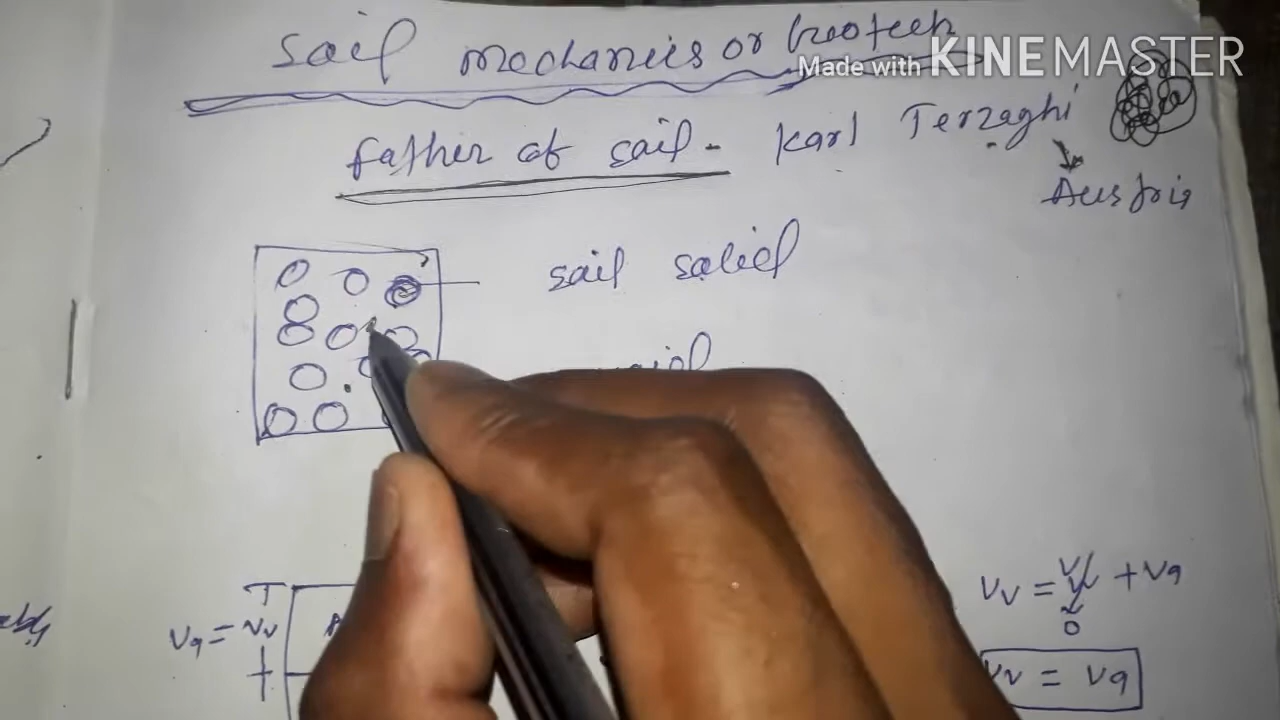 Soil mechanics or Geotech
Made with KINEMASTER
father of soil - Karl Terzaghi
Austria
soil solid
Va = Vv
Vv = Vw + Va
0
Vv = Va